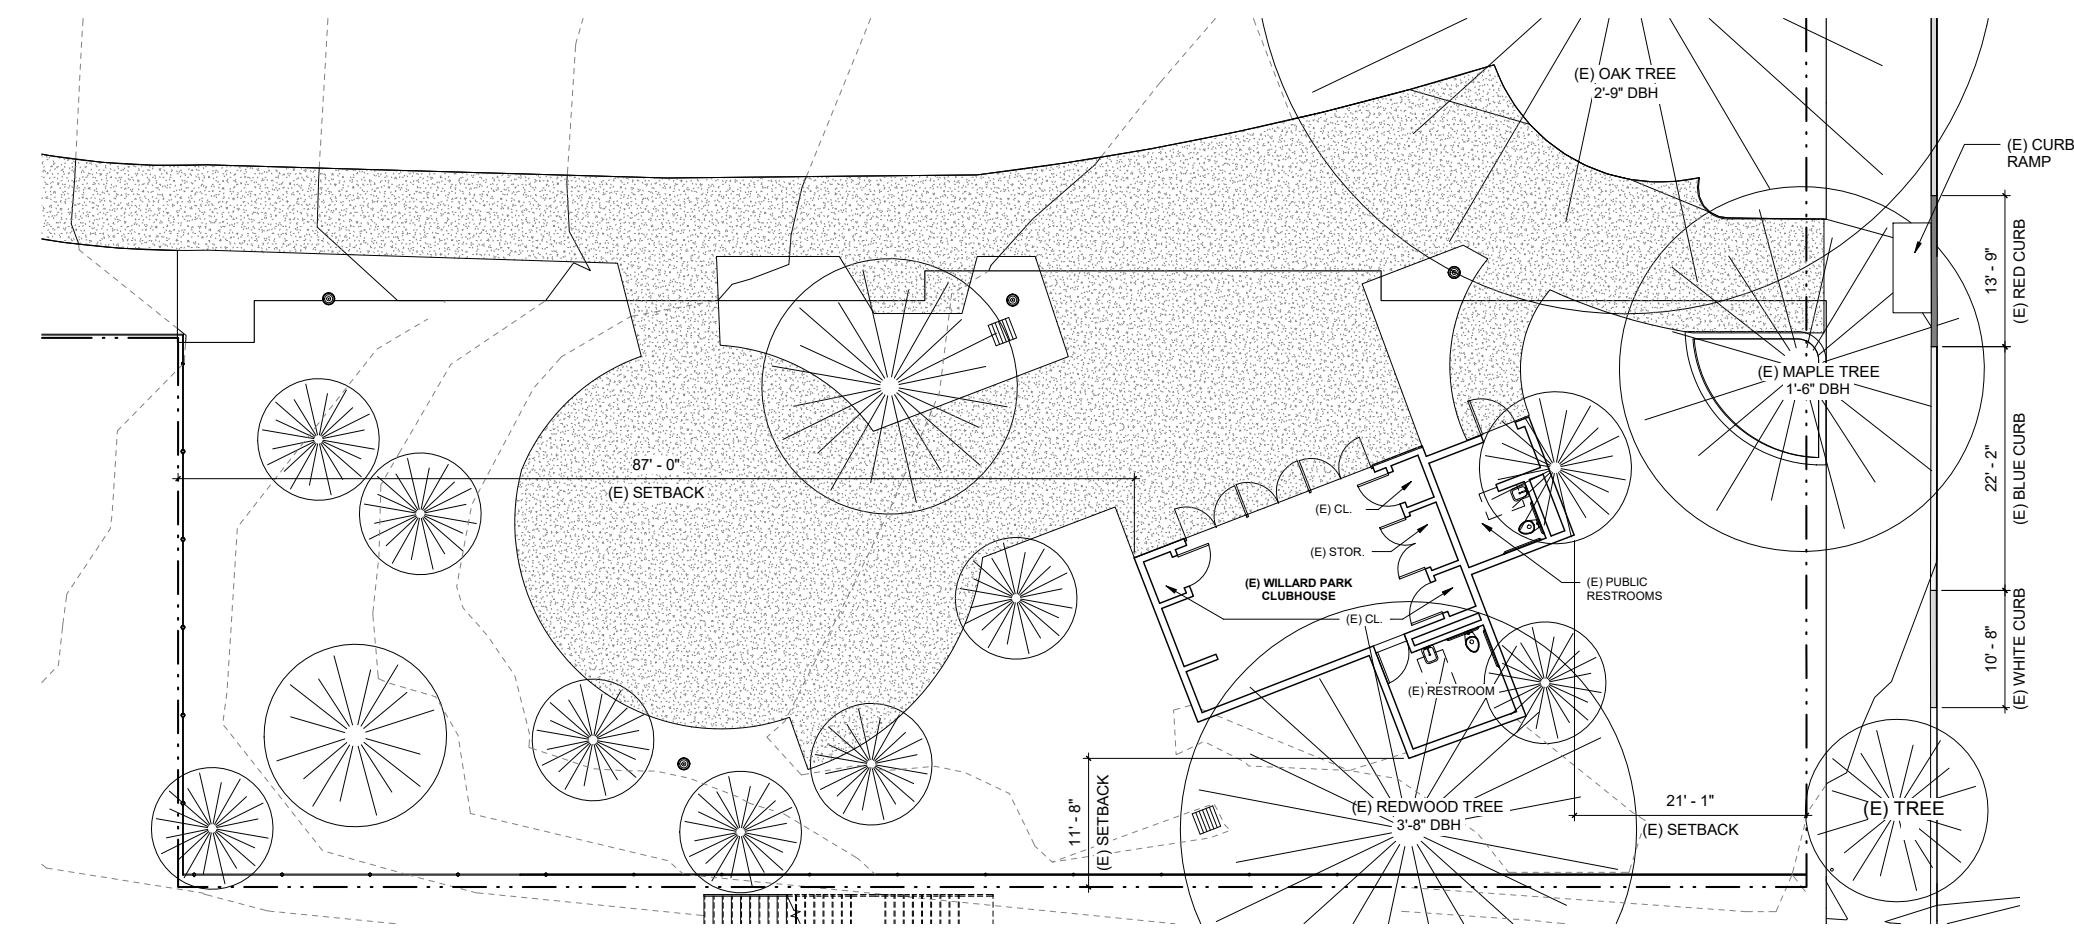 (E) OAK TREE
2'-9" DBH
(E) CURB
RAMP
13' - 9"
(E) RED CURB
(E) MAPLE TREE
1'-6" DBH
22' - 2"
(E) BLUE CURB
87' - 0"
(E) SETBACK
(E) CL.
(E) STOR.
(E) WILLARD PARK
CLUBHOUSE
(E) PUBLIC
RESTROOMS
(E) CL.
10' - 8"
(E) WHITE CURB
(E) RESTROOM
11' - 8"
(E) SETBACK
(E) REDWOOD TREE
3'-8" DBH
21' - 1"
(E) SETBACK
(E) TREE